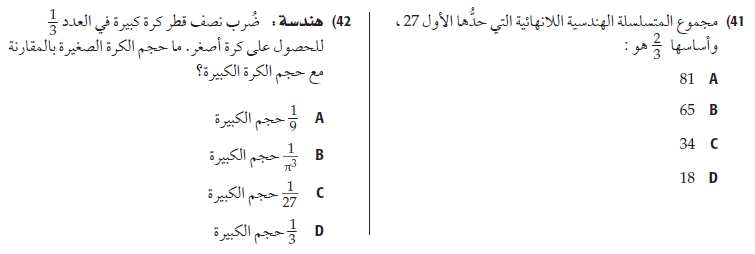 41) مجموع المتسلسلة الهندسية اللانهائية التي حدُّها الأول 27 ،
وأساسها 2/3 هو :
A 81
B 65
C 34
D 18
42) هندسة : ضُرب نصف قطر كرة كبيرة في العدد 1/3
للحصول على كرة أصغر. ما حجم الكرة الصغيرة بالمقارنة
مع حجم الكرة الكبيرة؟
A 1/9 حجم الكبيرة
B 1/π³ حجم الكبيرة
C 1/27 حجم الكبيرة
D 1/3 حجم الكبيرة